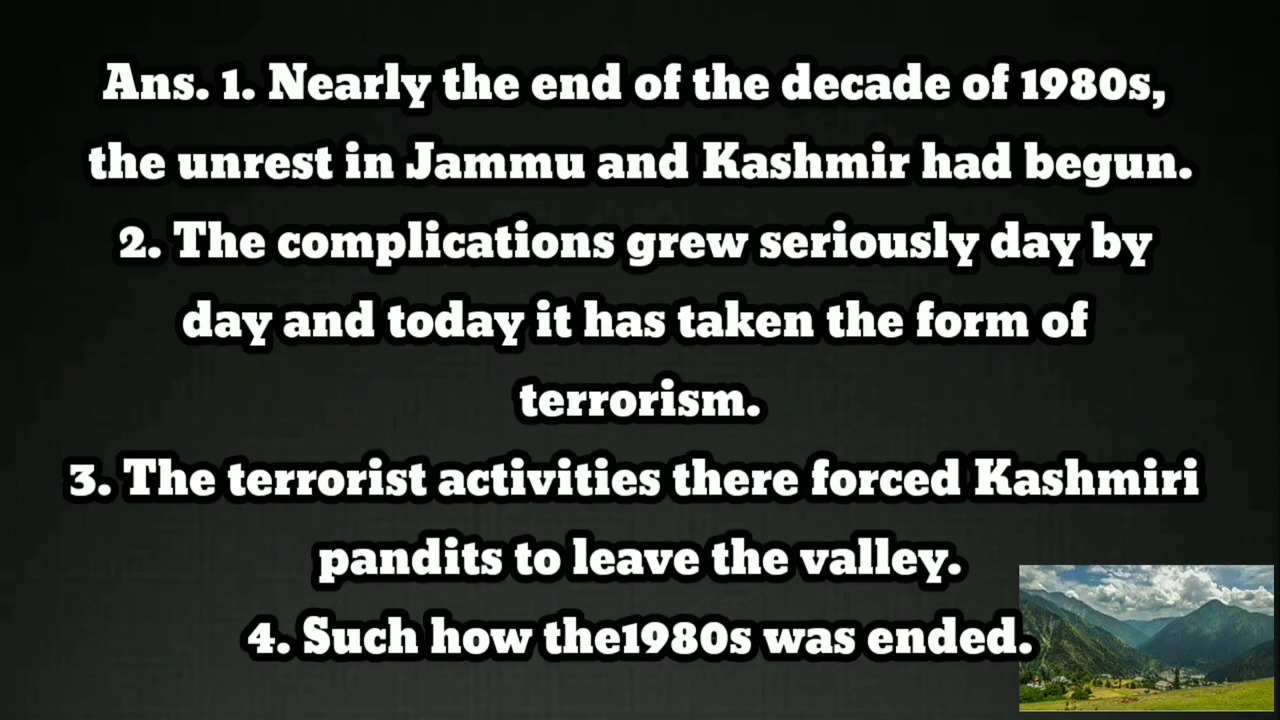 Ans. 1. Nearly the end of the decade of 1980s,
the unrest in Jammu and Kashmir had begun.
2. The complications grew seriously day by
day and today it has taken the form of
terrorism.
3. The terrorist activities there forced Kashmiri
pandits to leave the valley.
4. Such how the1980s was ended.